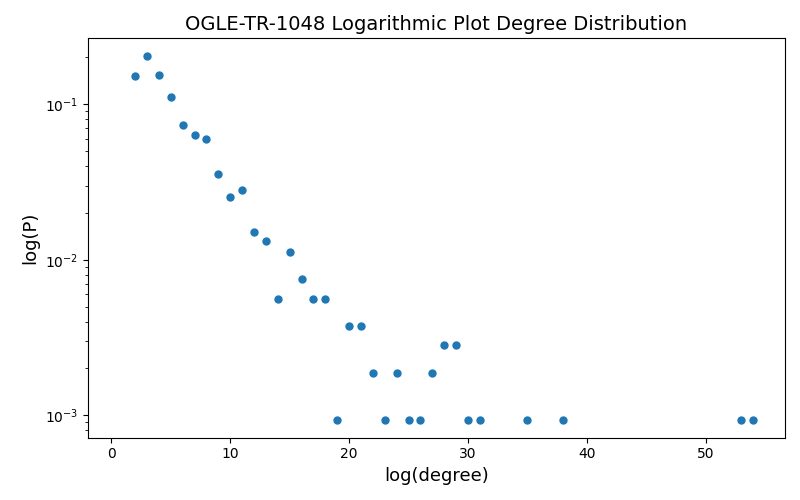 OGLE-TR-1048 Logarithmic Plot Degree Distribution
log(P)
10⁻¹
10⁻²
10⁻³
0 10 20 30 40 50
log(degree)